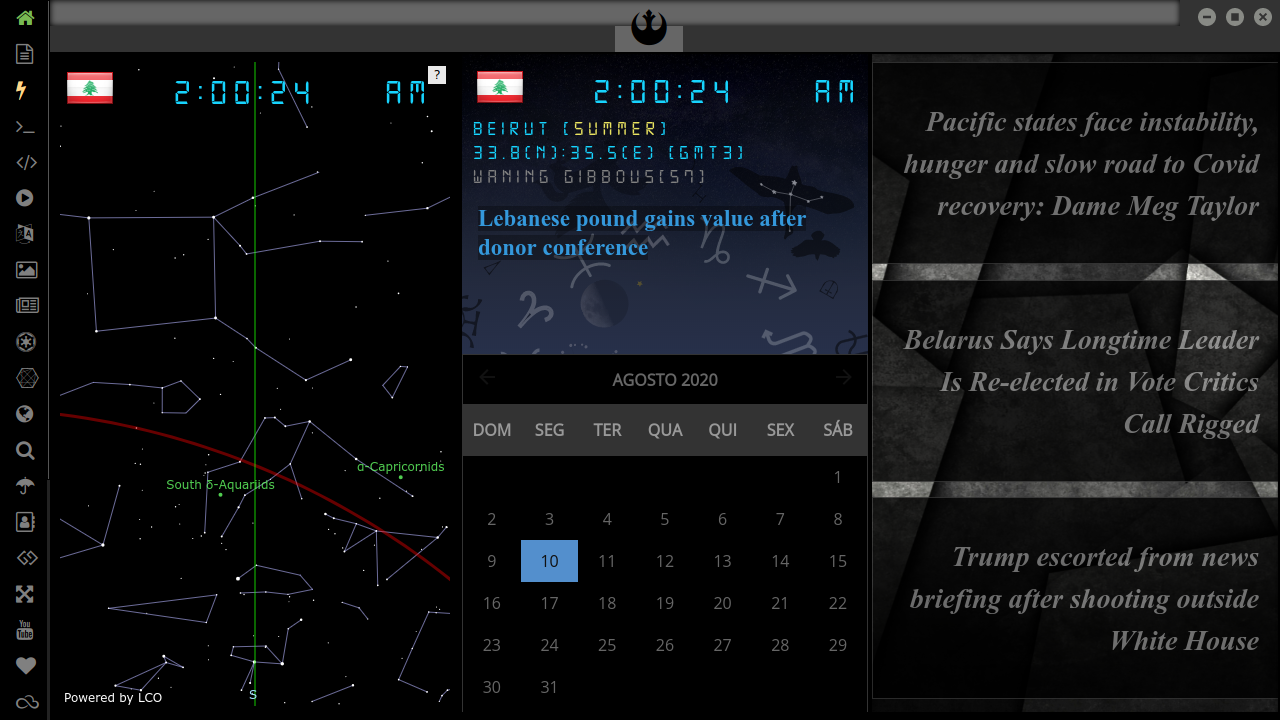 2:00:24 AM
?
α-Capricornids
South δ-Aquariids
Powered by LCO
S
2:00:24 AM
BEIRUT (SUMMER)
33.8(N):35.5(E) (GMT3)
WANING GIBBOUS(57)
Lebanese pound gains value after
donor conference
AGOSTO 2020
DOM SEG TER QUA QUI SEX SÁB
1
2 3 4 5 6 7 8
9 10 11 12 13 14 15
16 17 18 19 20 21 22
23 24 25 26 27 28 29
30 31
Pacific states face instability,
hunger and slow road to Covid
recovery: Dame Meg Taylor
Belarus Says Longtime Leader
Is Re-elected in Vote Critics
Call Rigged
Trump escorted from news
briefing after shooting outside
White House
You
Tube